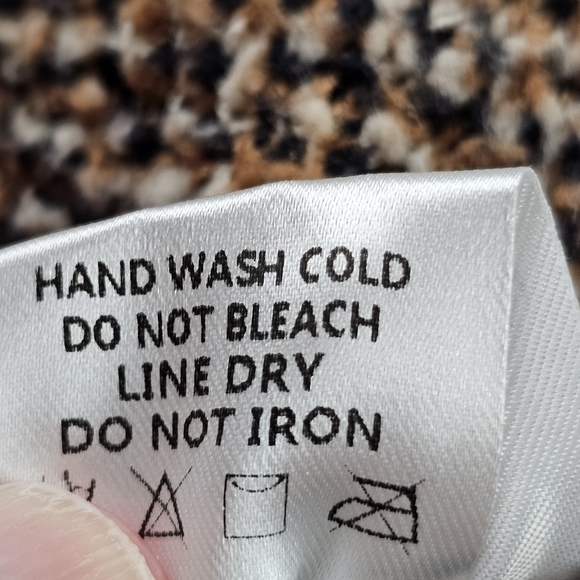 HAND WASH COLD
DO NOT BLEACH
LINE DRY
DO NOT IRON